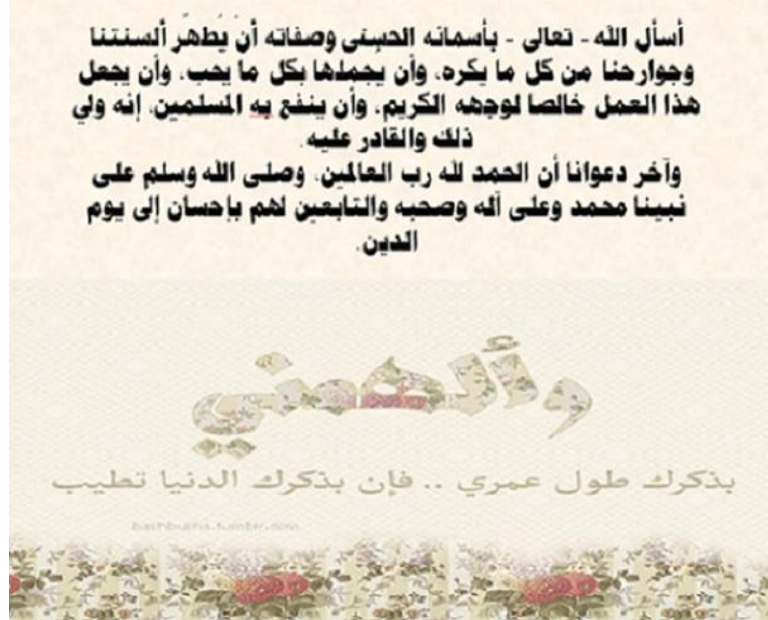 أسأل الله - تعالى - بأسمائه الحسنى وصفاته أن يُطهر ألسنتنا
وجوارحنا من كل ما يكره، وأن يجملها بكل ما يحب، وأن يجعل
هذا العمل خالصا لوجهه الكريم، وأن ينفع به المسلمين، إنه ولي
ذلك والقادر عليه.
وآخر دعوانا أن الحمد لله رب العالمين، وصلى الله وسلم على
نبينا محمد وعلى آله وصحبه والتابعين لهم بإحسان إلى يوم
الدين.
وألهمني
بذكرك طول عمري .. فإن بذكرك الدنيا تطيب